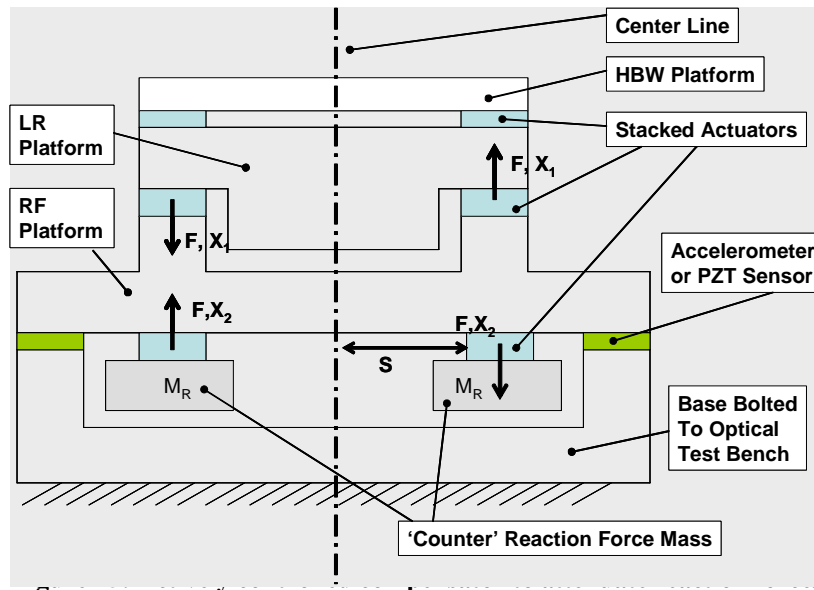 Center Line
HBW Platform
LR
Platform
Stacked Actuators
F, X1
RF
Platform
F, X1
Accelerometer
or PZT Sensor
F,X2
F,X2
S
MR
MR
Base Bolted
To Optical
Test Bench
‘Counter’ Reaction Force Mass